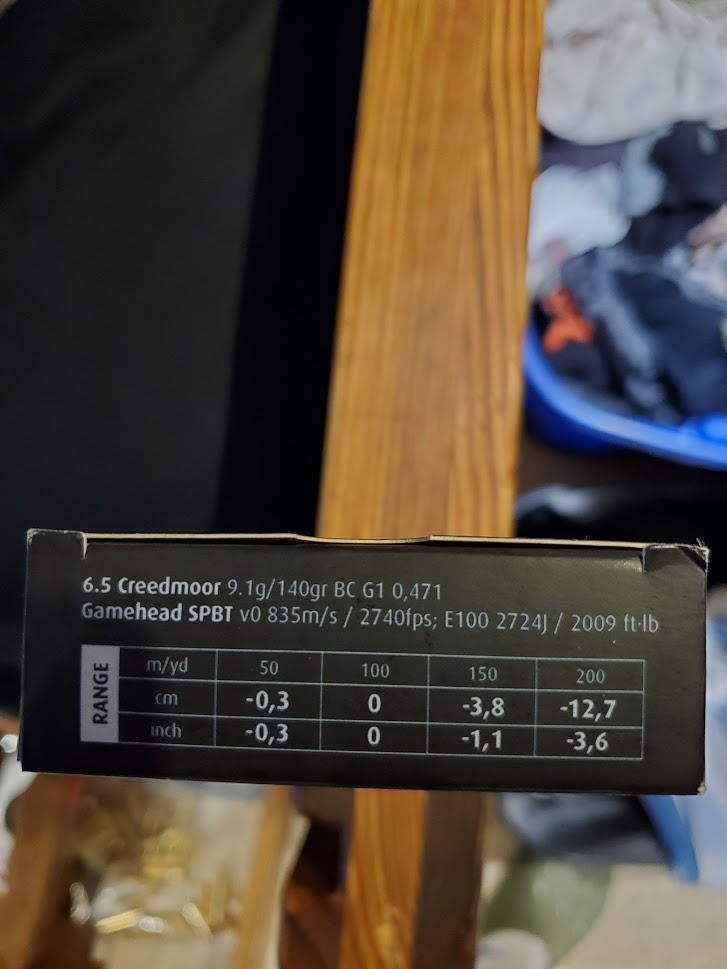 6.5 Creedmoor 9.1g/140gr BC G1 0,471
Gamehead SPBT v0 835m/s / 2740fps; E100 2724J / 2009 ft·lb
RANGE
m/yd 50 100 150 200
cm -0,3 0 -3,8 -12,7
inch -0,3 0 -1,1 -3,6